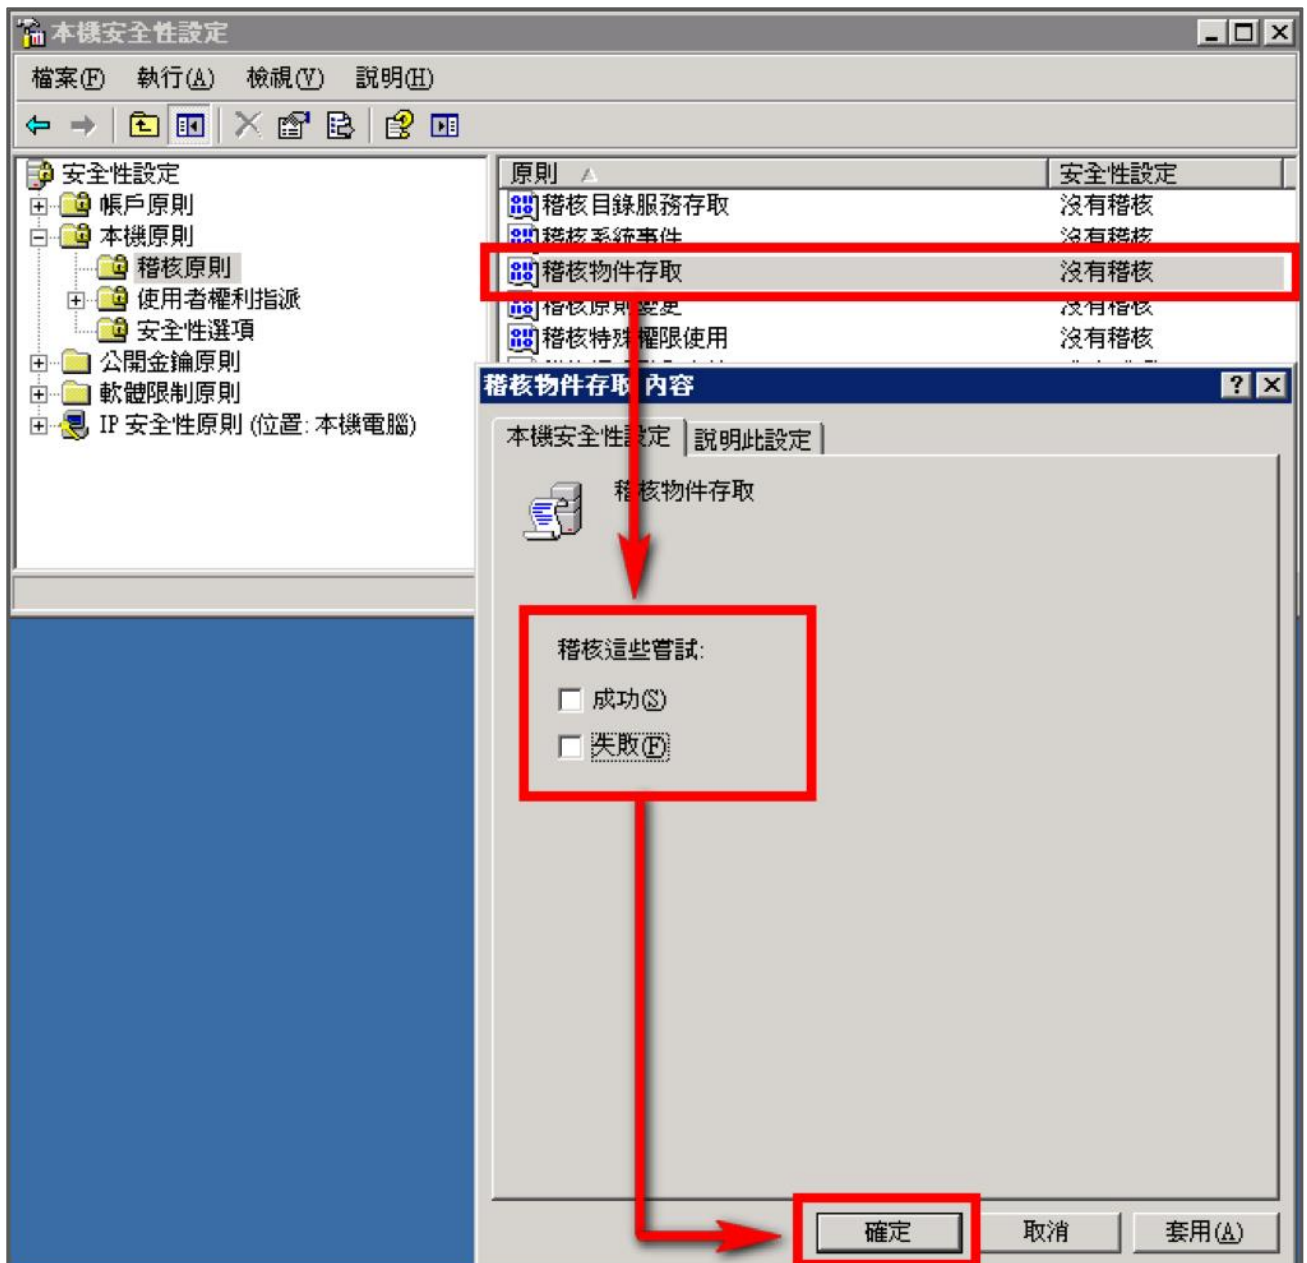 本機安全性設定
檔案(F) 執行(A) 檢視(V) 說明(H)
安全性設定
帳戶原則
本機原則
稽核原則
使用者權利指派
安全性選項
公開金鑰原則
軟體限制原則
IP 安全性原則 (位置: 本機電腦)
原則 安全性設定
稽核目錄服務存取 沒有稽核
稽核系統事件 沒有稽核
稽核物件存取 沒有稽核
稽核原則變更 沒有稽核
稽核特殊權限使用 沒有稽核
稽核物件存取 內容
本機安全性設定 說明此設定
稽核物件存取
稽核這些嘗試:
成功(S)
失敗(F)
確定 取消 套用(A)